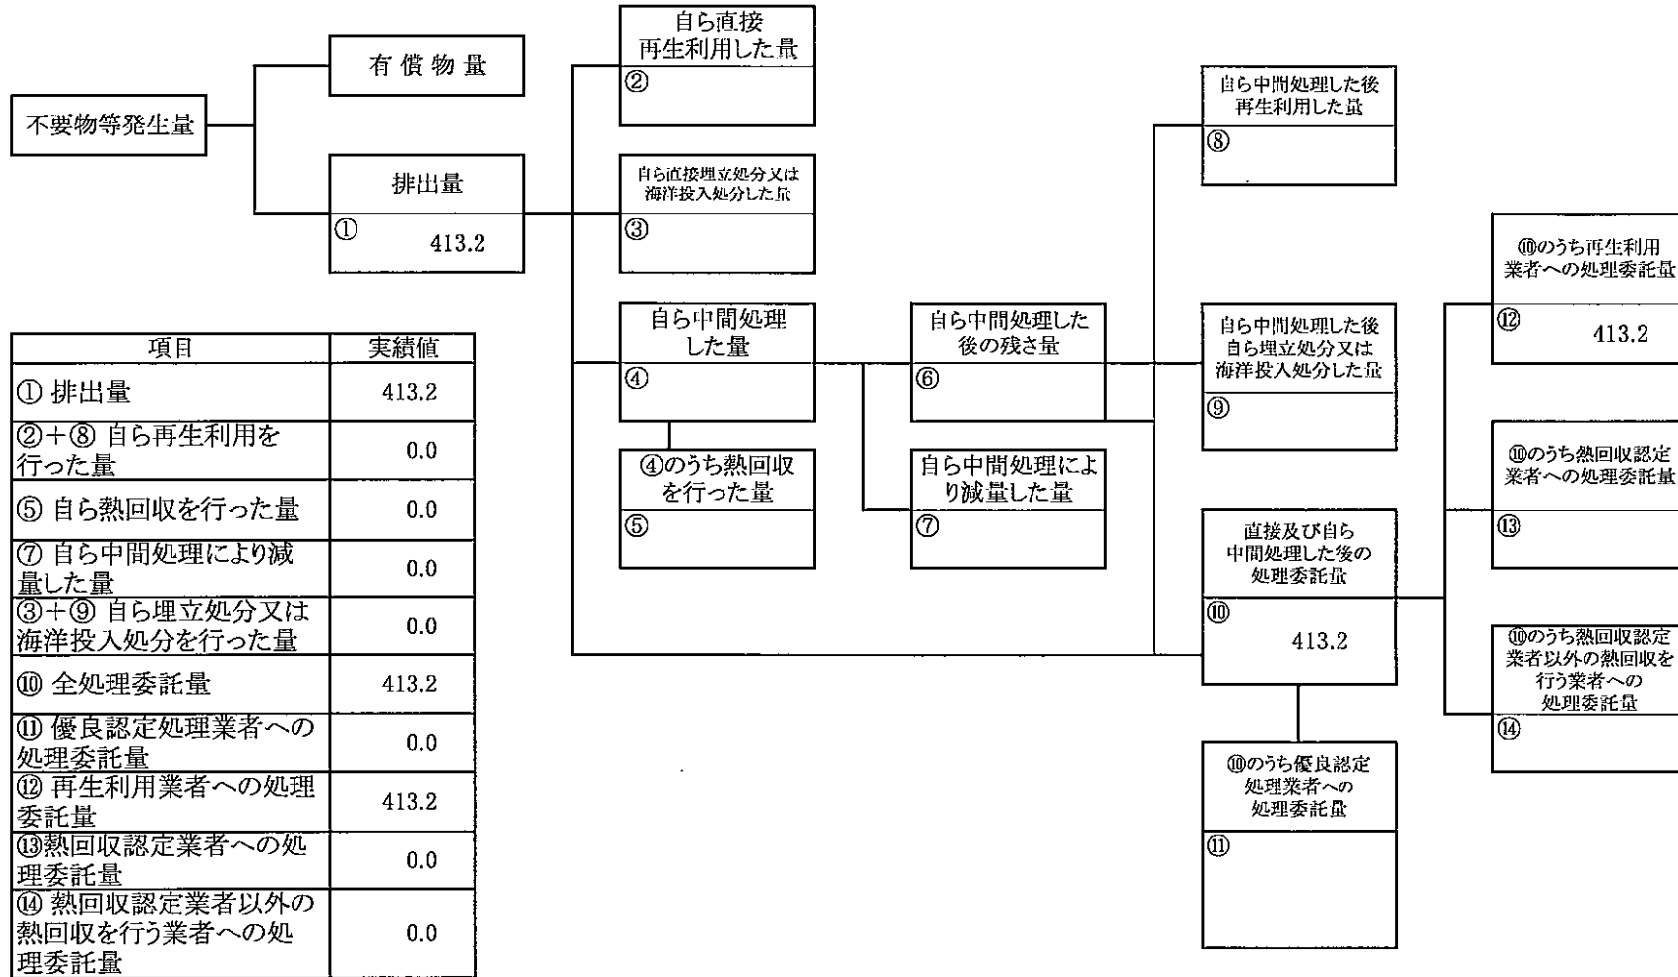 不要物等発生量
有償物量
排出量
①
413.2
自ら直接
再生利用した量
②
自ら直接埋立処分又は
海洋投入処分した量
③
自ら中間処理
した量
④
④のうち熱回収
を行った量
⑤
自ら中間処理した
後の残さ量
⑥
自ら中間処理によ
り減量した量
⑦
自ら中間処理した後
再生利用した量
⑧
自ら中間処理した後
自ら埋立処分又は
海洋投入処分した量
⑨
直接及び自ら
中間処理した後の
処理委託量
⑩
413.2
⑩のうち優良認定
処理業者への
処理委託量
⑪
⑩のうち再生利用
業者への処理委託量
⑫
413.2
⑩のうち熱回収認定
業者への処理委託量
⑬
⑩のうち熱回収認定
業者以外の熱回収を
行う業者への
処理委託量
⑭
項目 実績値
① 排出量 413.2
②+⑧ 自ら再生利用を
行った量 0.0
⑤ 自ら熱回収を行った量 0.0
⑦ 自ら中間処理により減
量した量 0.0
③+⑨ 自ら埋立処分又は
海洋投入処分を行った量 0.0
⑩ 全処理委託量 413.2
⑪ 優良認定処理業者への
処理委託量 0.0
⑫ 再生利用業者への処理
委託量 413.2
⑬熱回収認定業者への処
理委託量 0.0
⑭ 熱回収認定業者以外の
熱回収を行う業者への処
理委託量 0.0